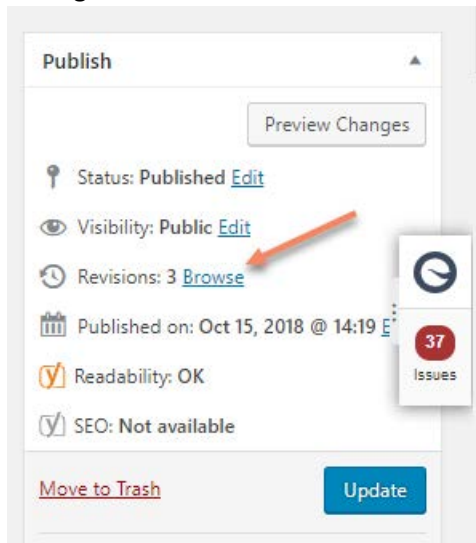 Publish
Preview Changes
Status: Published Edit
Visibility: Public Edit
Revisions: 3 Browse
Published on: Oct 15, 2018 @ 14:19 E
37
Issues
Readability: OK
SEO: Not available
Move to Trash
Update